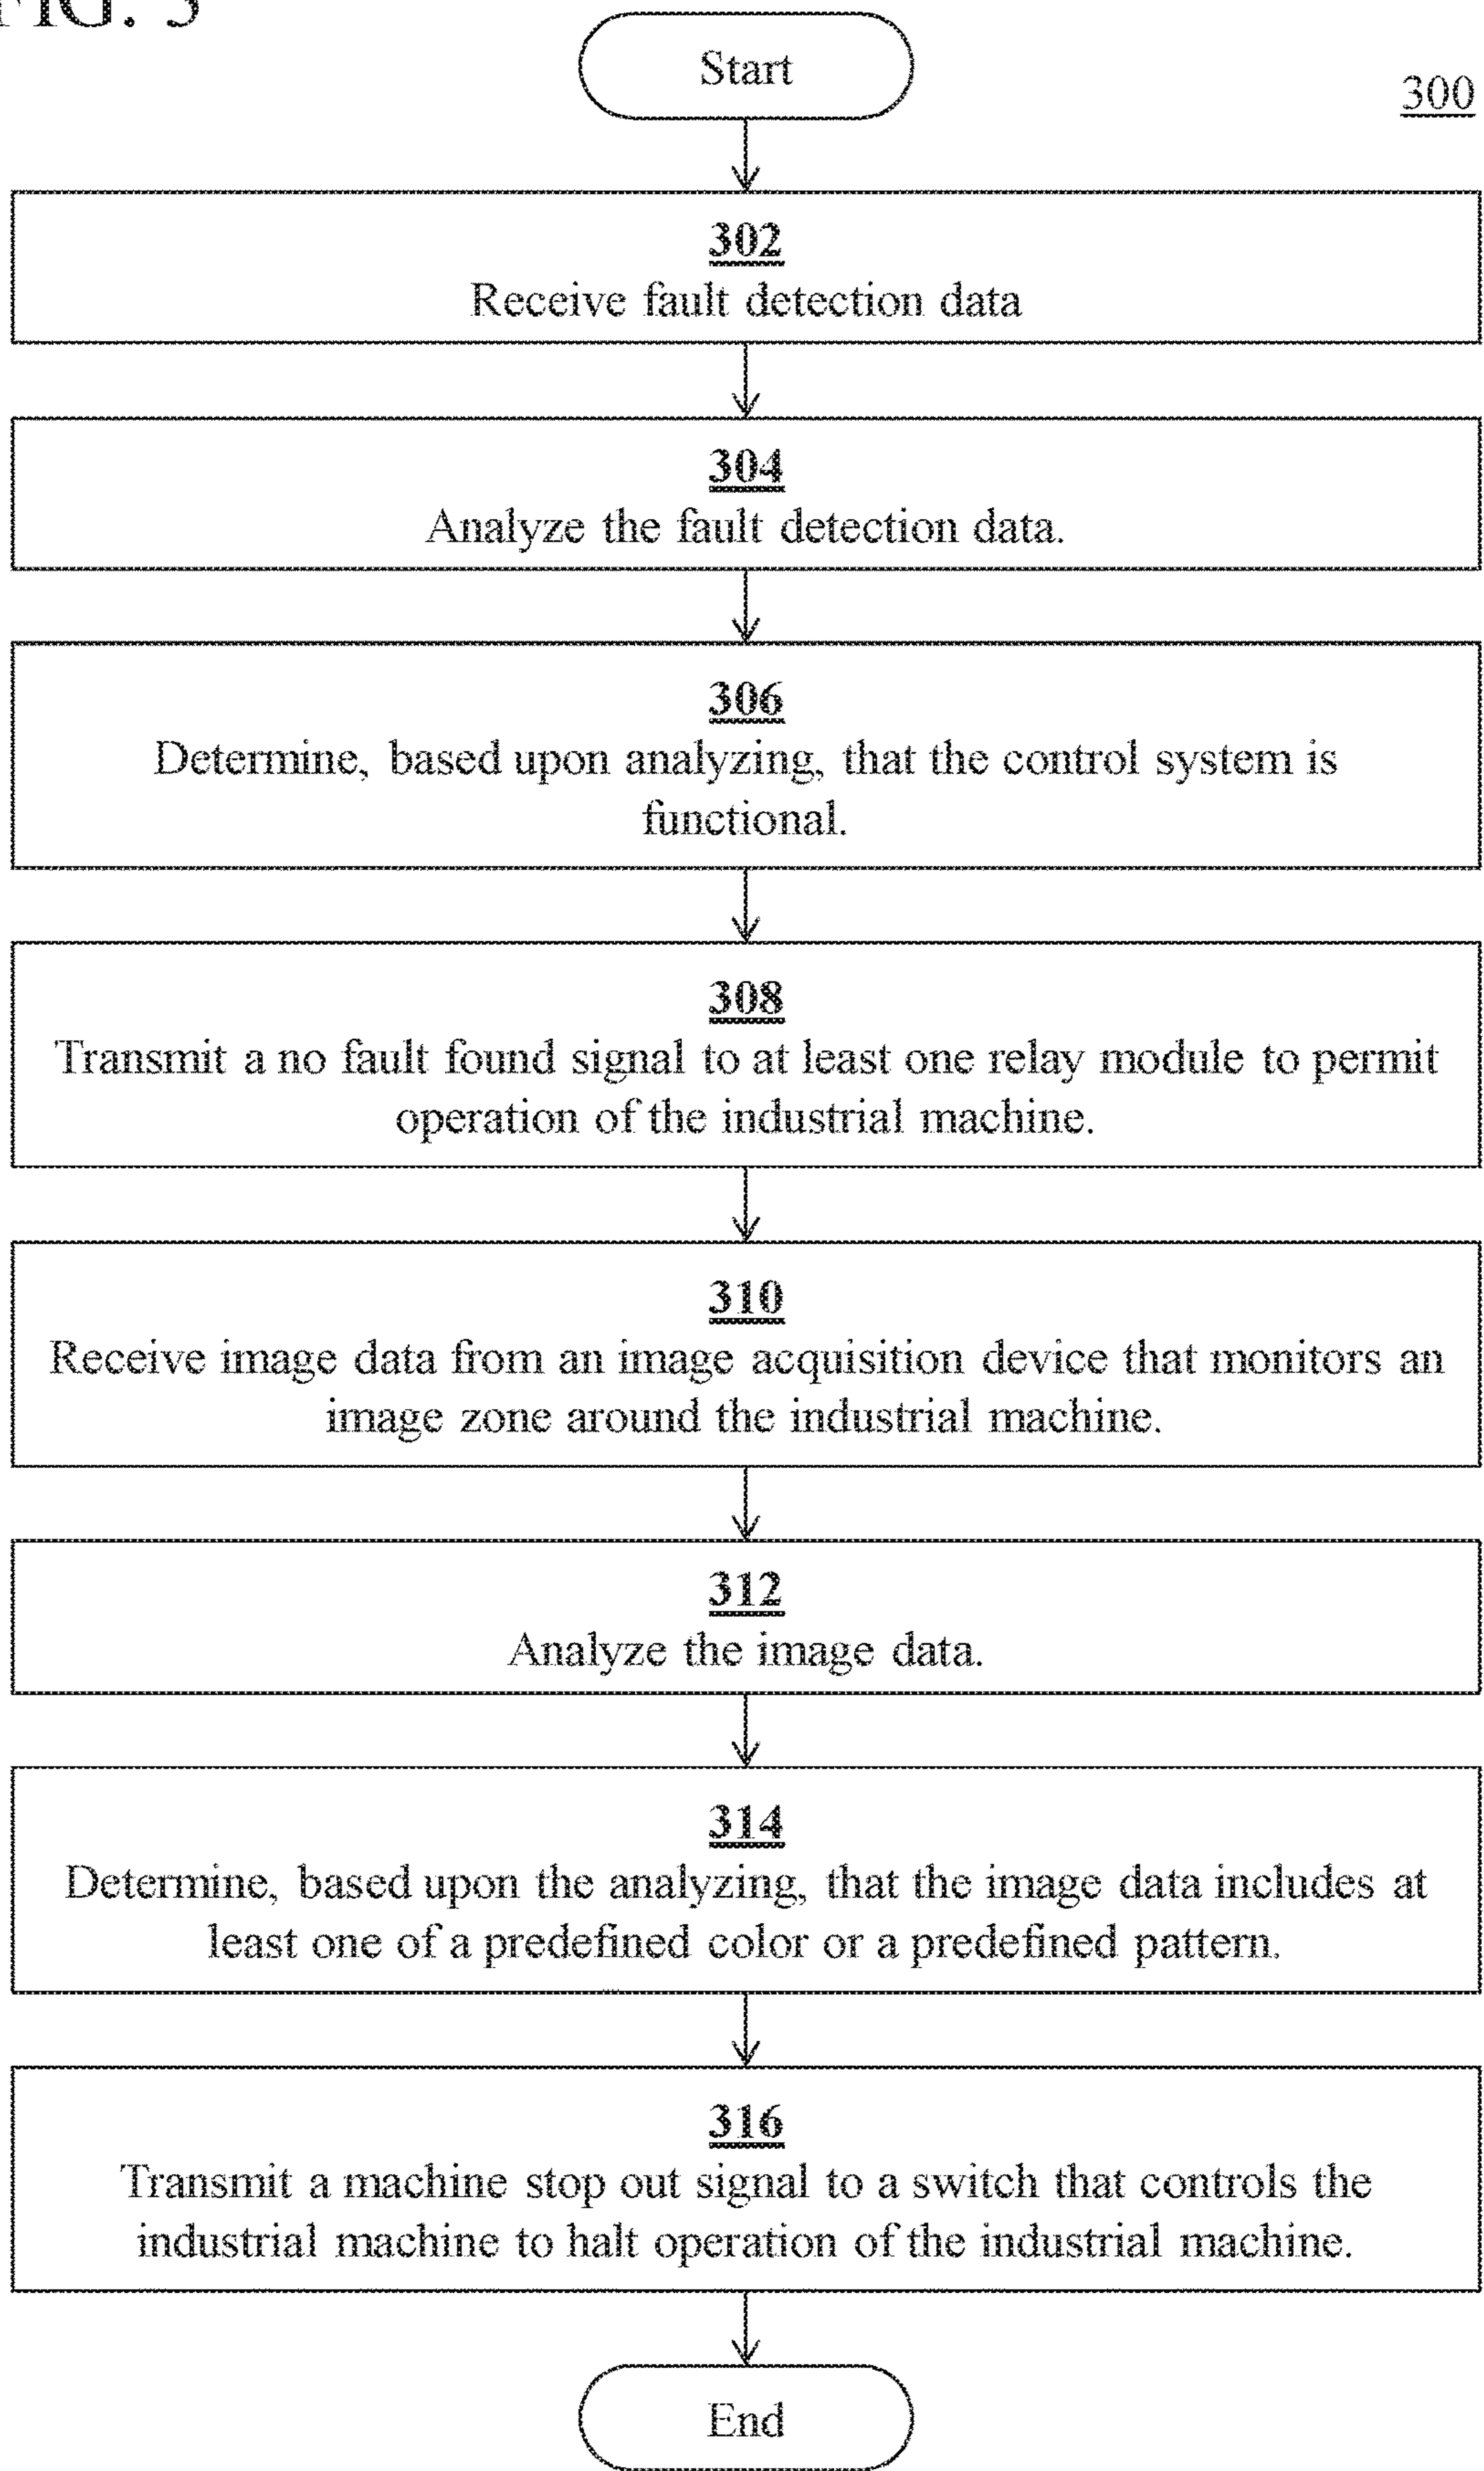 FIG. 3
300
Start
302
Receive fault detection data
304
Analyze the fault detection data.
306
Determine, based upon analyzing, that the control system is
functional.
308
Transmit a no fault found signal to at least one relay module to permit
operation of the industrial machine.
310
Receive image data from an image acquisition device that monitors an
image zone around the industrial machine.
312
Analyze the image data.
314
Determine, based upon the analyzing, that the image data includes at
least one of a predefined color or a predefined pattern.
316
Transmit a machine stop out signal to a switch that controls the
industrial machine to halt operation of the industrial machine.
End